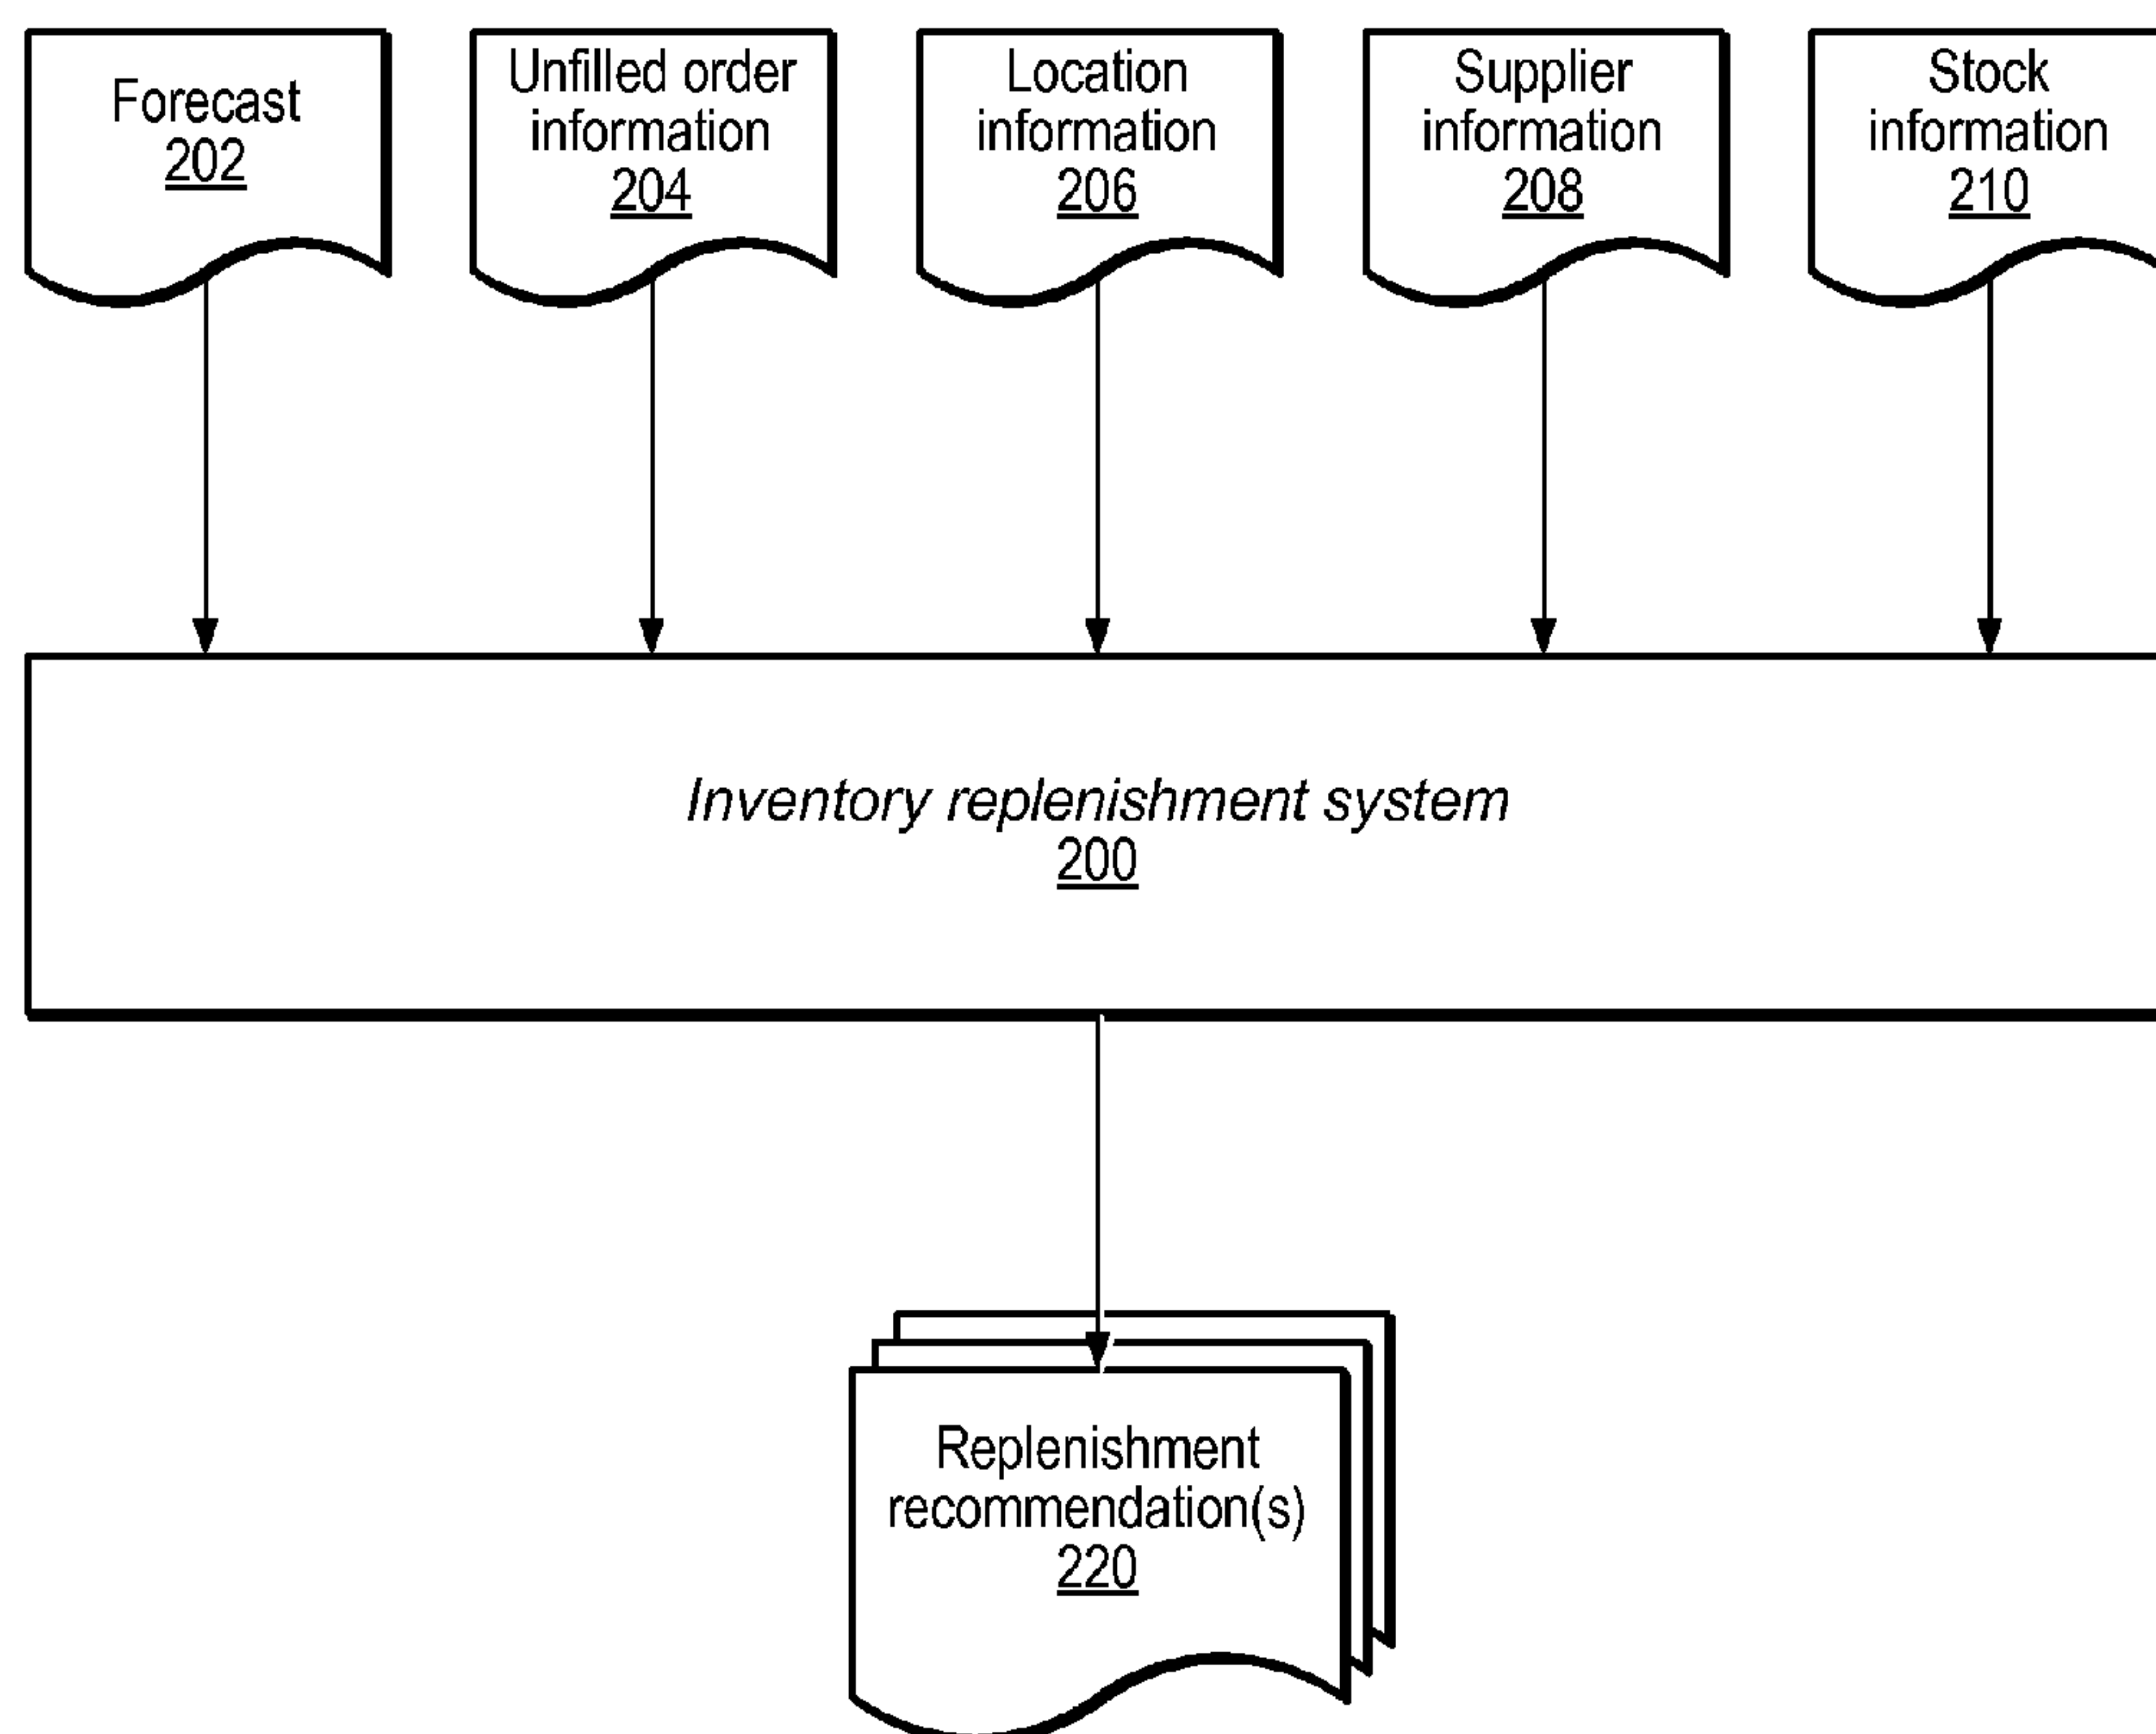 Forecast
202
Unfilled order
information
204
Location
information
206
Supplier
information
208
Stock
information
210
Inventory replenishment system
200
Replenishment
recommendation(s)
220